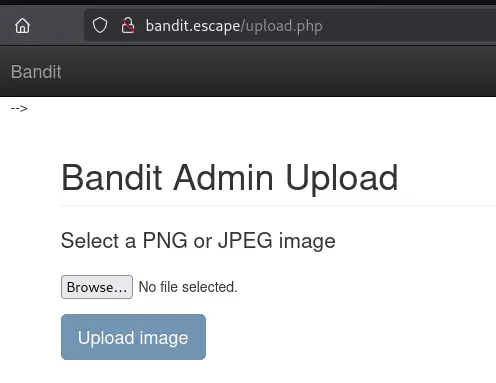 bandit.escape/upload.php
Bandit
-->
Bandit Admin Upload
Select a PNG or JPEG image
Browse... No file selected.
Upload image